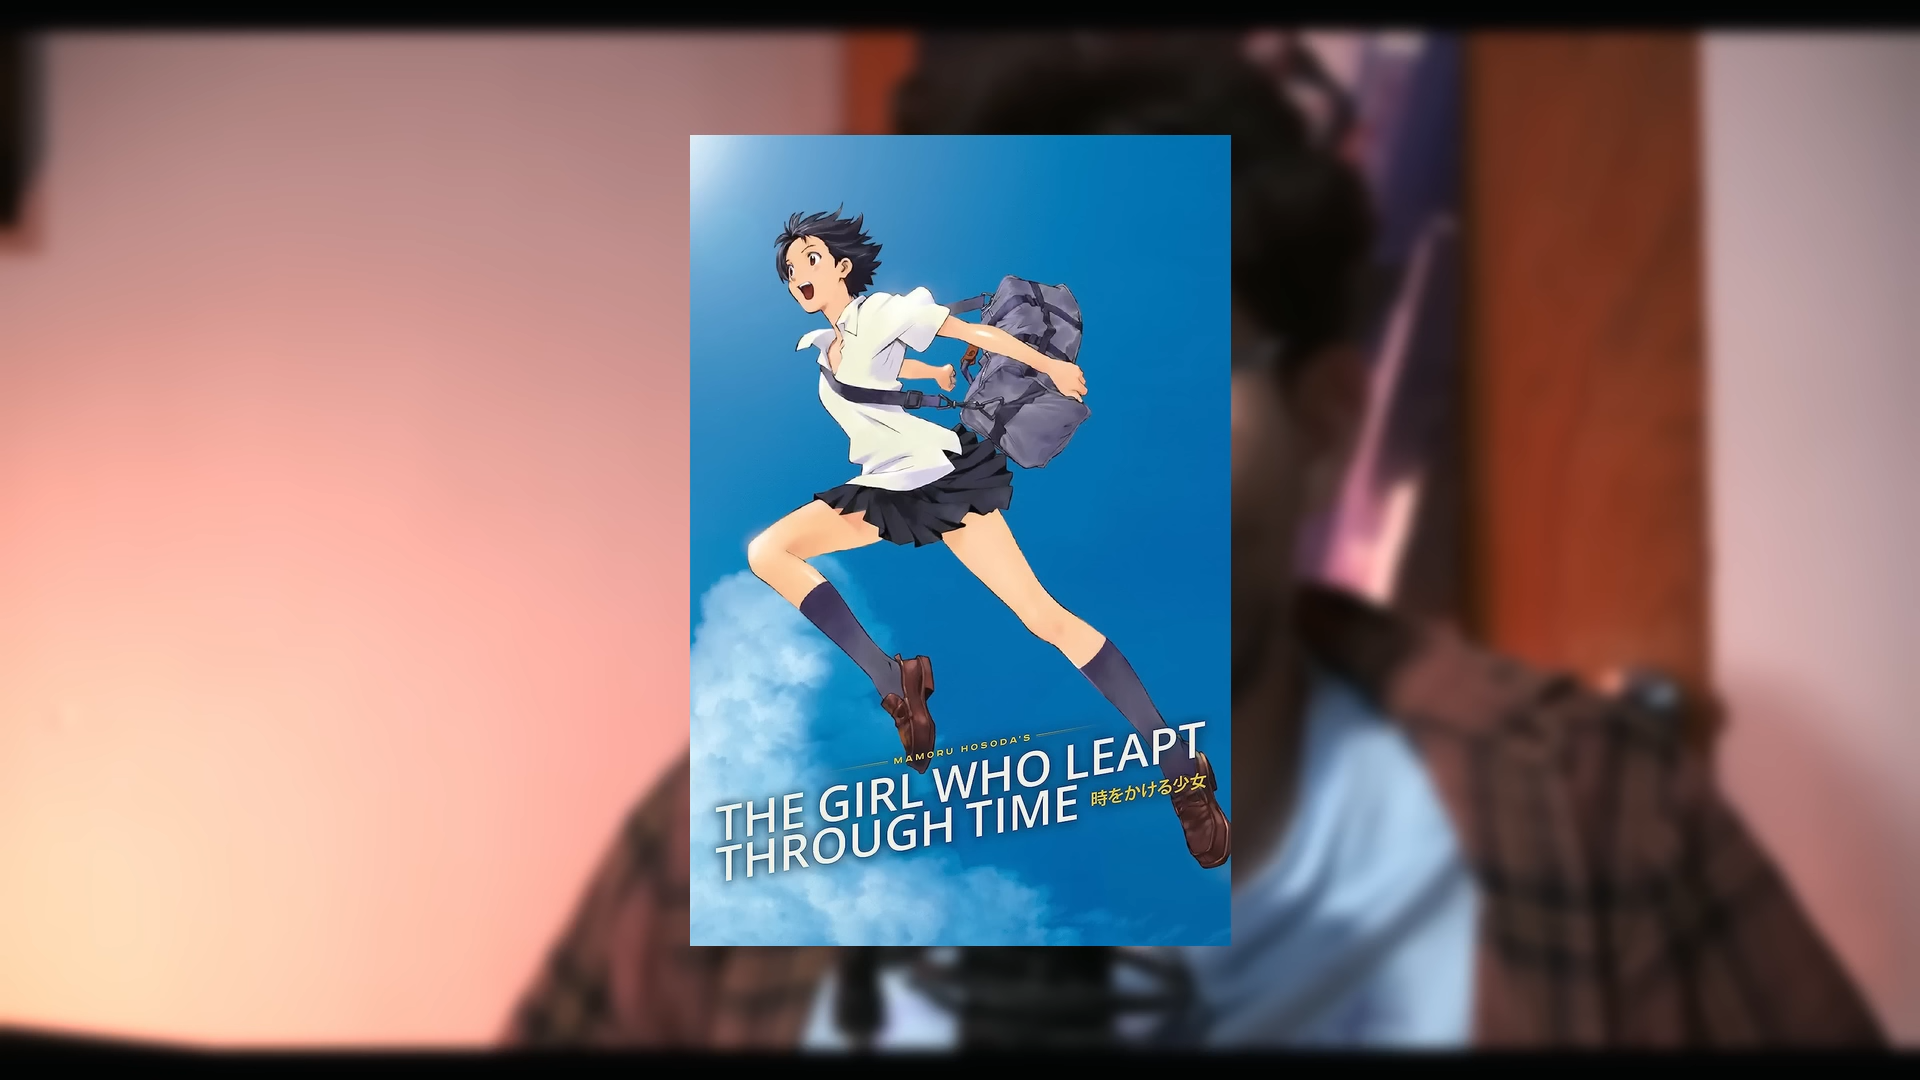 MAMORU HOSODA'S
THE GIRL WHO LEAPT
THROUGH TIME 時をかける少女